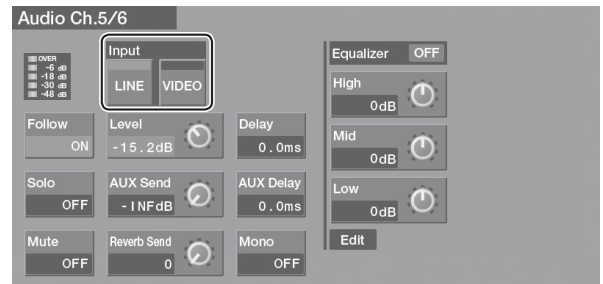 Audio Ch.5/6
OVER
-6 dB
-18 dB
-30 dB
-48 dB
Input
LINE VIDEO
Equalizer OFF
High
0dB
Follow
ON
Level
-15.2dB
Delay
0.0ms
Mid
0dB
Solo
OFF
AUX Send
-INFdB
AUX Delay
0.0ms
Low
0dB
Mute
OFF
Reverb Send
0
Mono
OFF
Edit